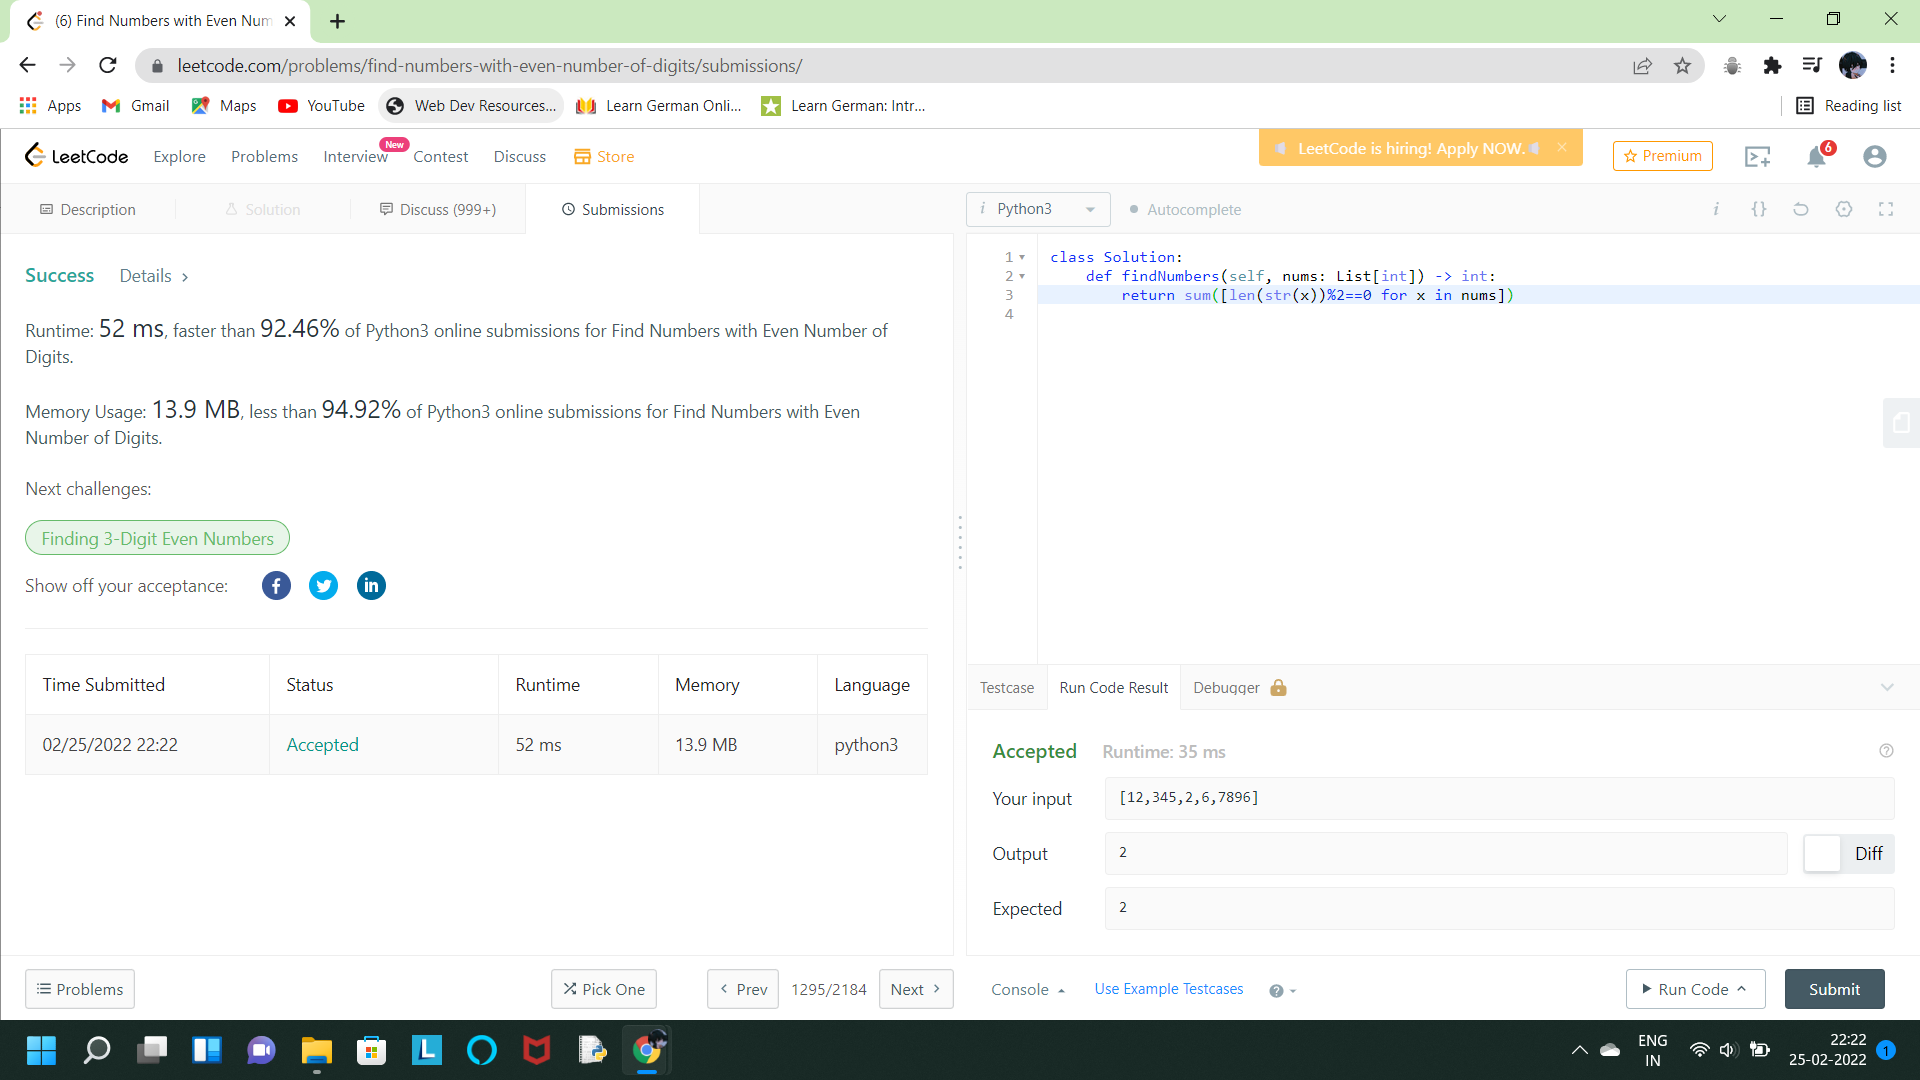 (6) Find Numbers with Even Num
leetcode.com/problems/find-numbers-with-even-number-of-digits/submissions/
Apps Gmail Maps YouTube Web Dev Resources... Learn German Onli... Learn German: Intr... Reading list
LeetCode Explore Problems Interview New Contest Discuss Store LeetCode is hiring! Apply NOW. Premium 6
Description Solution Discuss (999+) Submissions
Python3 Autocomplete
Success Details
Runtime: 52 ms, faster than 92.46% of Python3 online submissions for Find Numbers with Even Number of
Digits.
Memory Usage: 13.9 MB, less than 94.92% of Python3 online submissions for Find Numbers with Even
Number of Digits.
Next challenges:
Finding 3-Digit Even Numbers
Show off your acceptance:
Time Submitted Status Runtime Memory Language
02/25/2022 22:22 Accepted 52 ms 13.9 MB python3
1 class Solution:
2 def findNumbers(self, nums: List[int]) -> int:
3 return sum([len(str(x))%2==0 for x in nums])
4
Testcase Run Code Result Debugger
Accepted Runtime: 35 ms
Your input [12,345,2,6,7896]
Output 2 Diff
Expected 2
Problems Pick One Prev 1295/2184 Next Console Use Example Testcases Run Code Submit
ENG
IN
22:22
25-02-2022
1